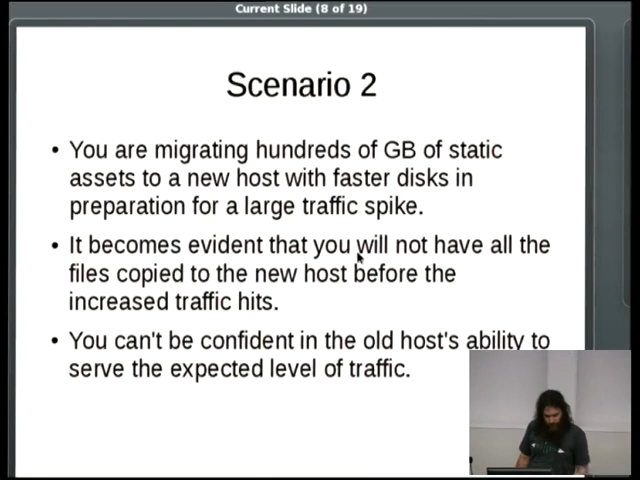 Current Slide (8 of 19)
Scenario 2
• You are migrating hundreds of GB of static
assets to a new host with faster disks in
preparation for a large traffic spike.
• It becomes evident that you will not have all the
files copied to the new host before the
increased traffic hits.
• You can't be confident in the old host's ability to
serve the expected level of traffic.